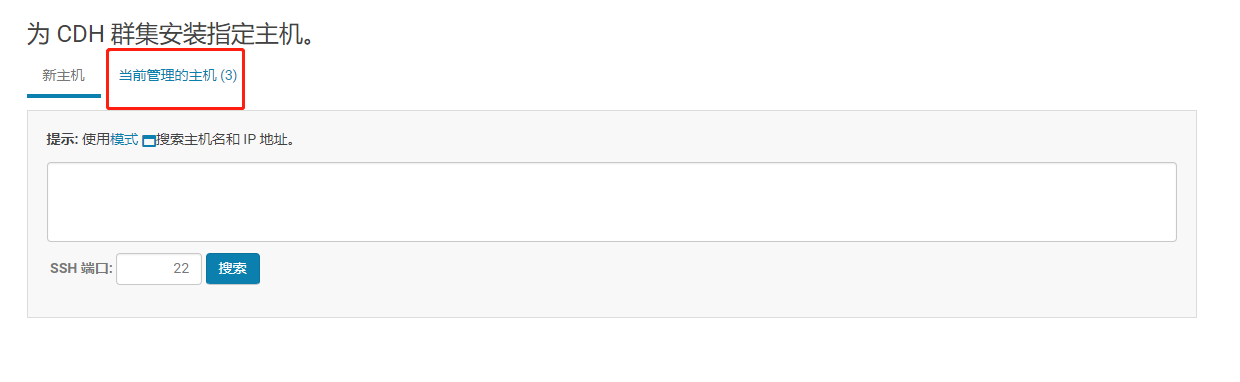 为 CDH 群集安装指定主机。
新主机 当前管理的主机 (3)
提示: 使用模式 搜索主机名和 IP 地址。
SSH 端口: 22 搜索